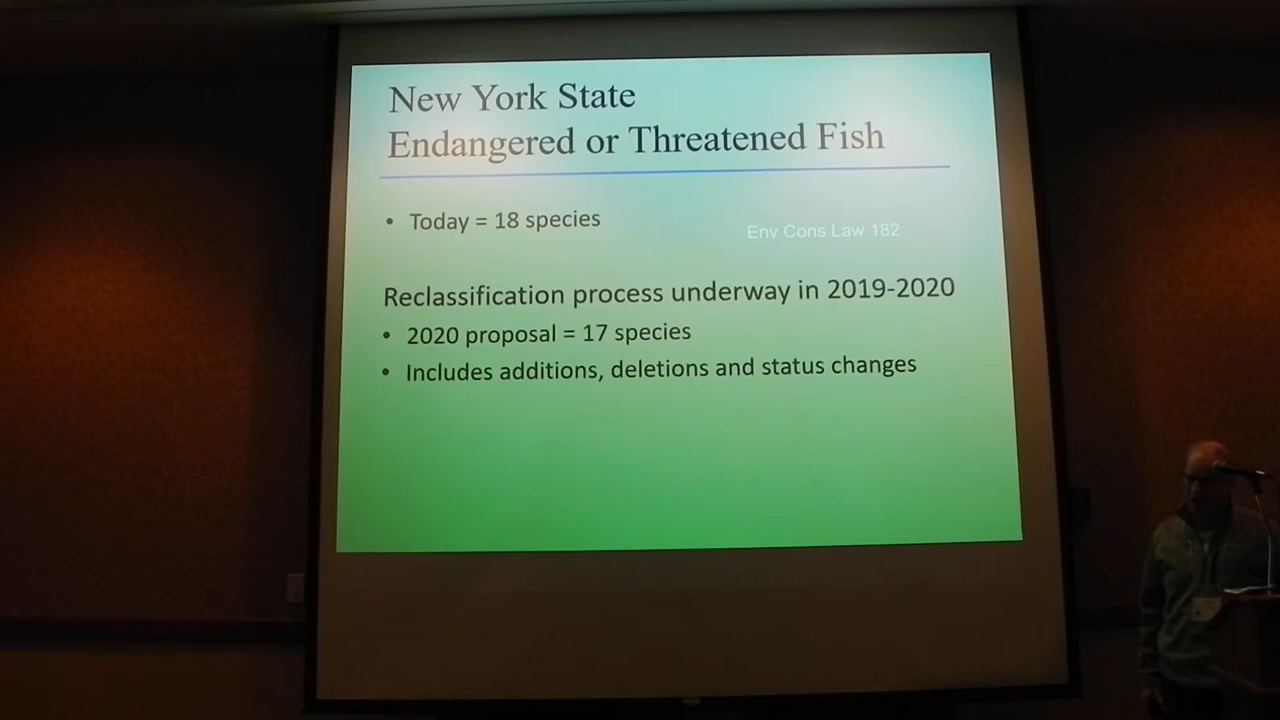 New York State
Endangered or Threatened Fish
• Today = 18 species
Env Cons Law 182
Reclassification process underway in 2019-2020
• 2020 proposal = 17 species
• Includes additions, deletions and status changes